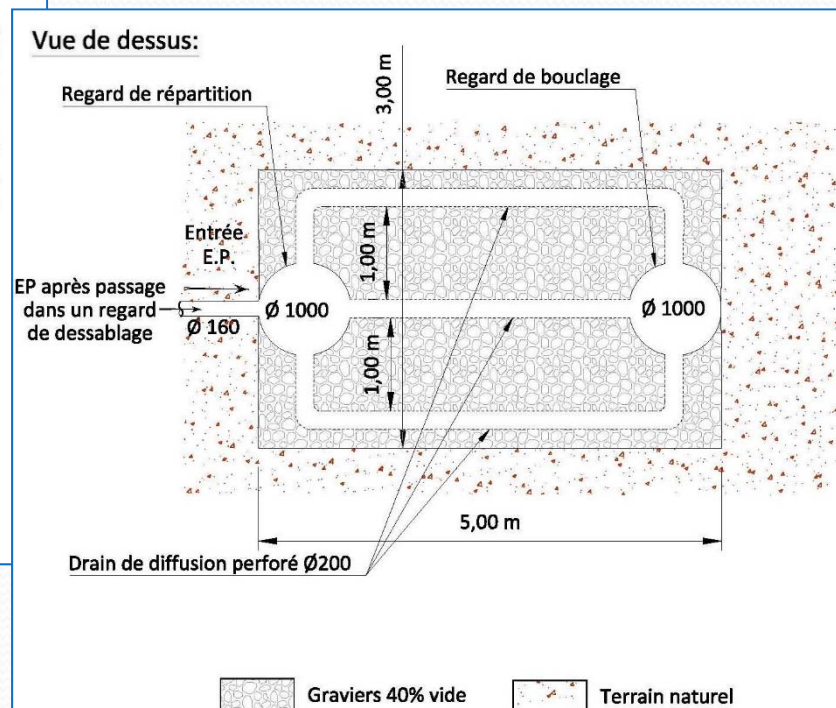 Vue de dessus:
Regard de répartition
3,00 m
Regard de bouclage
Entrée
E.P.
1,00 m
EP après passage
dans un regard
de dessablage
Ø 160
Ø 1000
Ø 1000
1,00 m
5,00 m
Drain de diffusion perforé Ø200
Graviers 40% vide
Terrain naturel